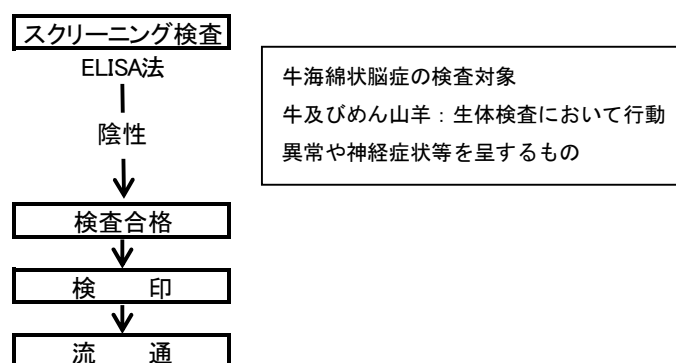 スクリーニング検査
ELISA法
陰性
検査合格
検　　印
流　　通
牛海綿状脳症の検査対象
牛及びめん山羊：生体検査において行動
異常や神経症状等を呈するもの